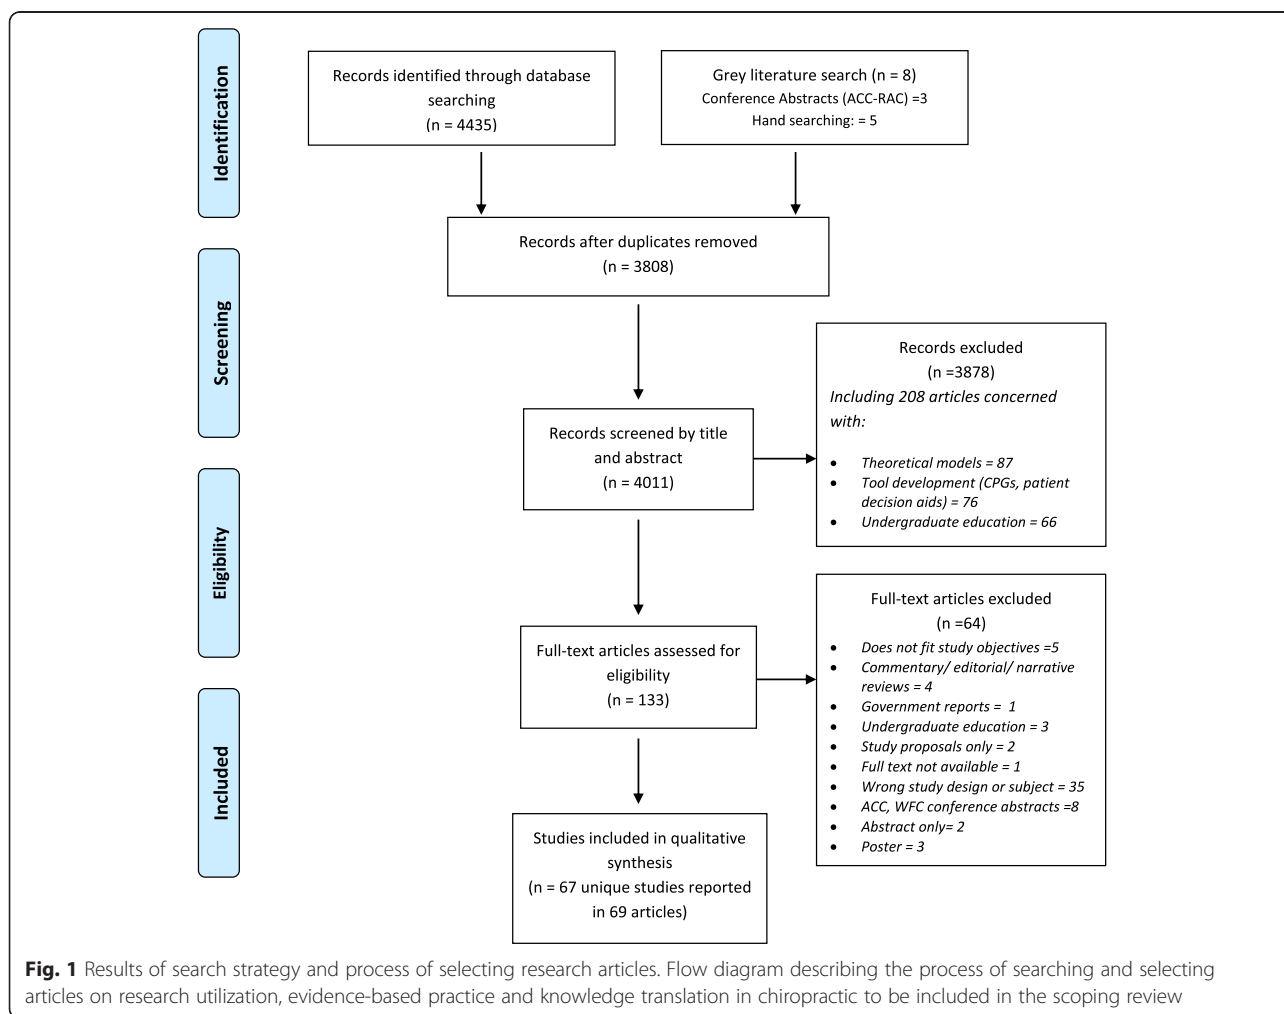 Identification
Records identified through database
searching
(n = 4435)
Grey literature search (n = 8)
Conference Abstracts (ACC-RAC) =3
Hand searching: = 5
Records after duplicates removed
(n = 3808)
Screening
Records screened by title
and abstract
(n = 4011)
Records excluded
(n =3878)
Including 208 articles concerned
with:
• Theoretical models = 87
• Tool development (CPGs, patient
decision aids) = 76
• Undergraduate education = 66
Eligibility
Full-text articles assessed for
eligibility
(n = 133)
Full-text articles excluded
(n =64)
• Does not fit study objectives =5
• Commentary/ editorial/ narrative
reviews = 4
• Government reports = 1
• Undergraduate education = 3
• Study proposals only = 2
• Full text not available = 1
• Wrong study design or subject = 35
• ACC, WFC conference abstracts =8
• Abstract only= 2
• Poster = 3
Included
Studies included in qualitative
synthesis
(n = 67 unique studies reported
in 69 articles)
Fig. 1 Results of search strategy and process of selecting research articles. Flow diagram describing the process of searching and selecting
articles on research utilization, evidence-based practice and knowledge translation in chiropractic to be included in the scoping review